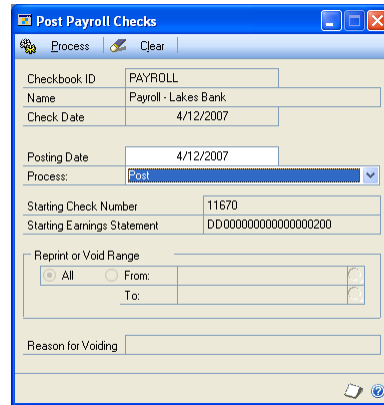 Post Payroll Checks
Process Clear
Checkbook ID PAYROLL
Name Payroll - Lakes Bank
Check Date 4/12/2007
Posting Date 4/12/2007
Process: Post
Starting Check Number 11670
Starting Earnings Statement DD000000000000000200
Reprint or Void Range
All From:
To:
Reason for Voiding